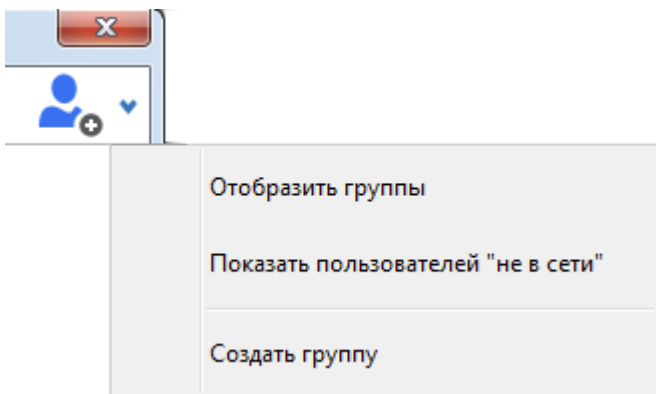 Отобразить группы
Показать пользователей "не в сети"
Создать группу